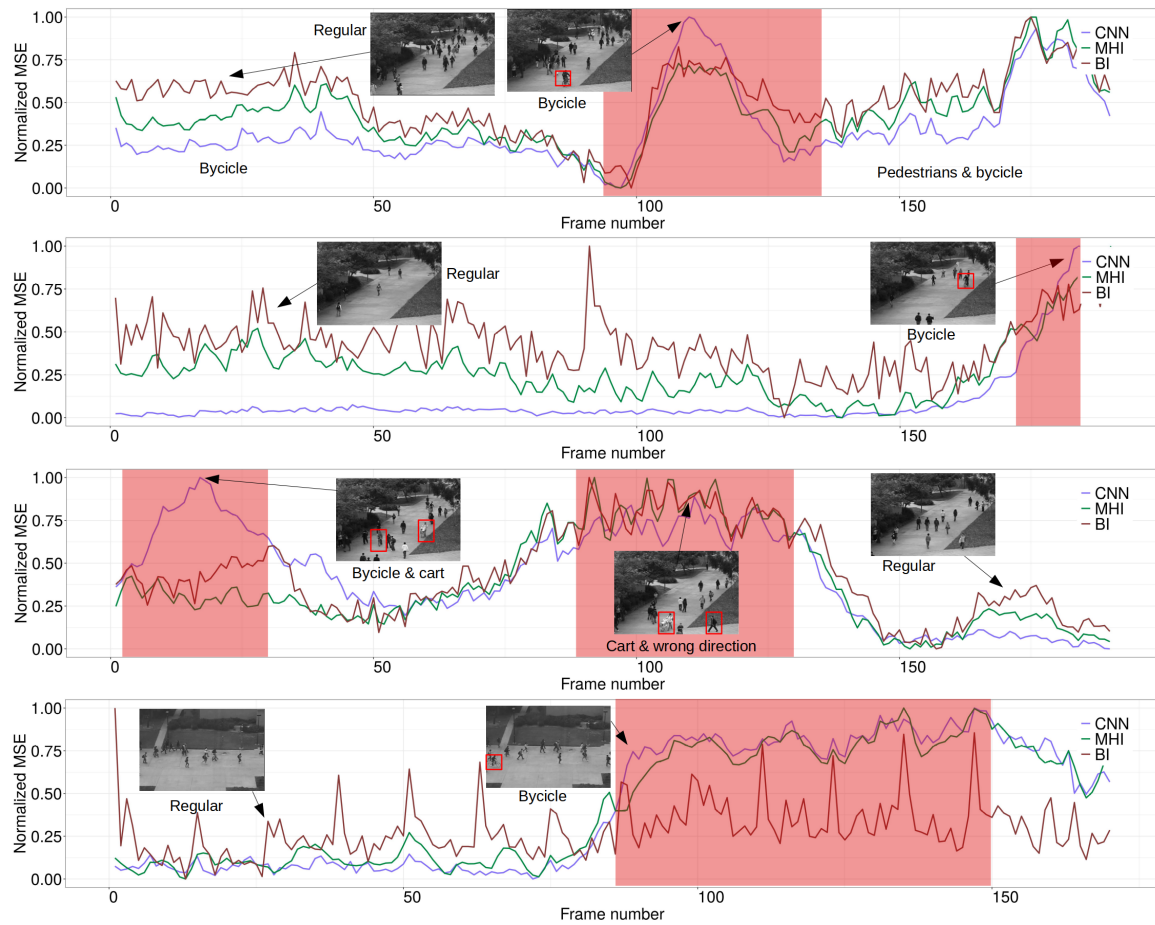 1.00
0.75
0.50
0.25
0.00
Normalized MSE
Regular
Bycicle
Bycicle
Pedestrians & bycicle
CNN
MHI
BI
0
50
100
150
Frame number
1.00
0.75
0.50
0.25
0.00
Normalized MSE
Regular
Bycicle
CNN
MHI
BI
0
50
100
150
Frame number
1.00
0.75
0.50
0.25
0.00
Normalized MSE
Bycicle & cart
Cart & wrong direction
Regular
CNN
MHI
BI
0
50
100
150
Frame number
1.00
0.75
0.50
0.25
0.00
Normalized MSE
Regular
Bycicle
CNN
MHI
BI
0
50
100
150
Frame number